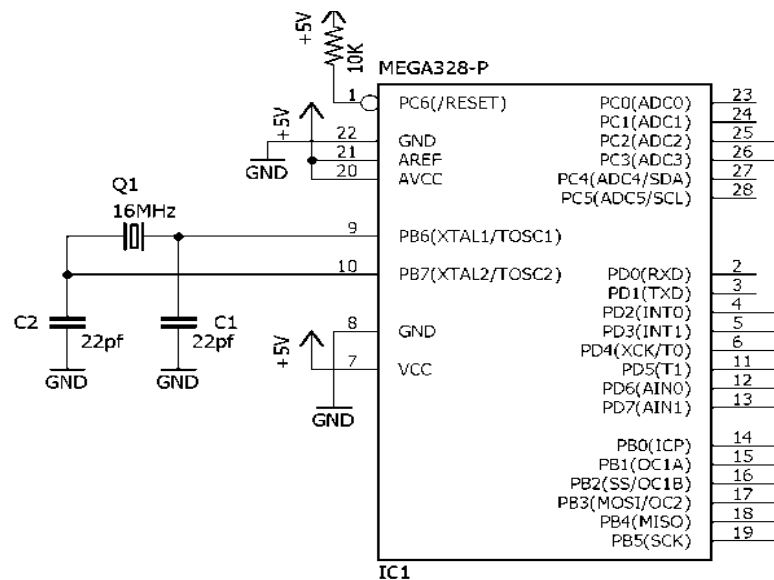 +5V
10K
MEGA328-P
1 PC6(/RESET) PC0(ADC0) 23
+5V PC1(ADC1) 24
22 GND PC2(ADC2) 25
GND 21 AREF PC3(ADC3) 26
20 AVCC PC4(ADC4/SDA) 27
PC5(ADC5/SCL) 28
Q1
16MHz
9 PB6(XTAL1/TOSC1)
10 PB7(XTAL2/TOSC2) PD0(RXD) 2
PD1(TXD) 3
PD2(INT0) 4
C2 C1 8 GND PD3(INT1) 5
22pf 22pf +5V PD4(XCK/T0) 6
7 VCC PD5(T1) 11
GND GND PD6(AIN0) 12
PD7(AIN1) 13
GND
PB0(ICP) 14
PB1(OC1A) 15
PB2(SS/OC1B) 16
PB3(MOSI/OC2) 17
PB4(MISO) 18
PB5(SCK) 19
IC1